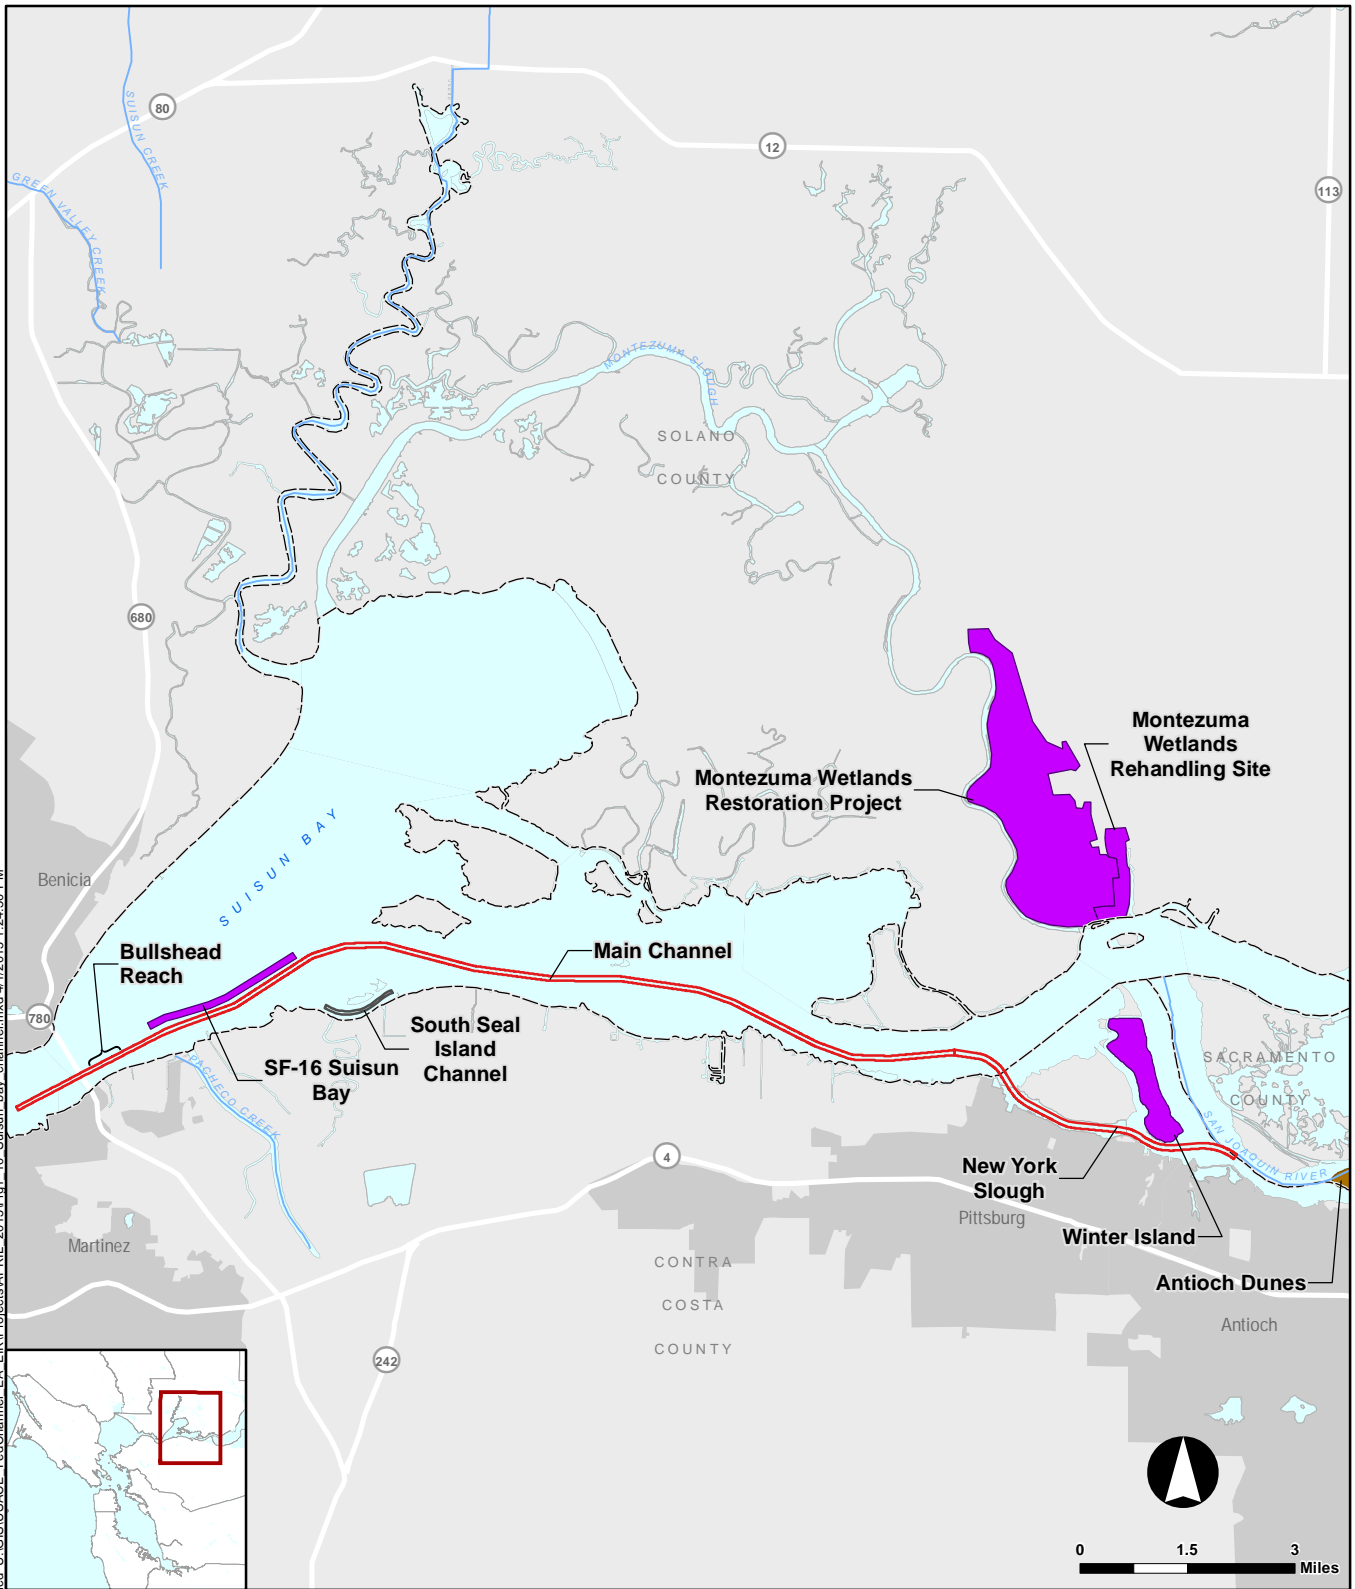 80
SUISUN CREEK
GREEN VALLEY CREEK
12
113
MONTEZUMA SLOUGH
SOLANO
COUNTY
680
Montezuma
Wetlands
Rehandling Site
Montezuma Wetlands
Restoration Project
SUISUN BAY
Benicia
Bullshead
Reach
Main Channel
780
South Seal
Island
Channel
SF-16 Suisun
Bay
PACHECO CREEK
SACRAMENTO
COUNTY
SAN JOAQUIN RIVER
4
New York
Slough
Pittsburg
Winter Island
Martinez
CONTRA
COSTA
COUNTY
Antioch Dunes
Antioch
242
0 1.5 3
Miles